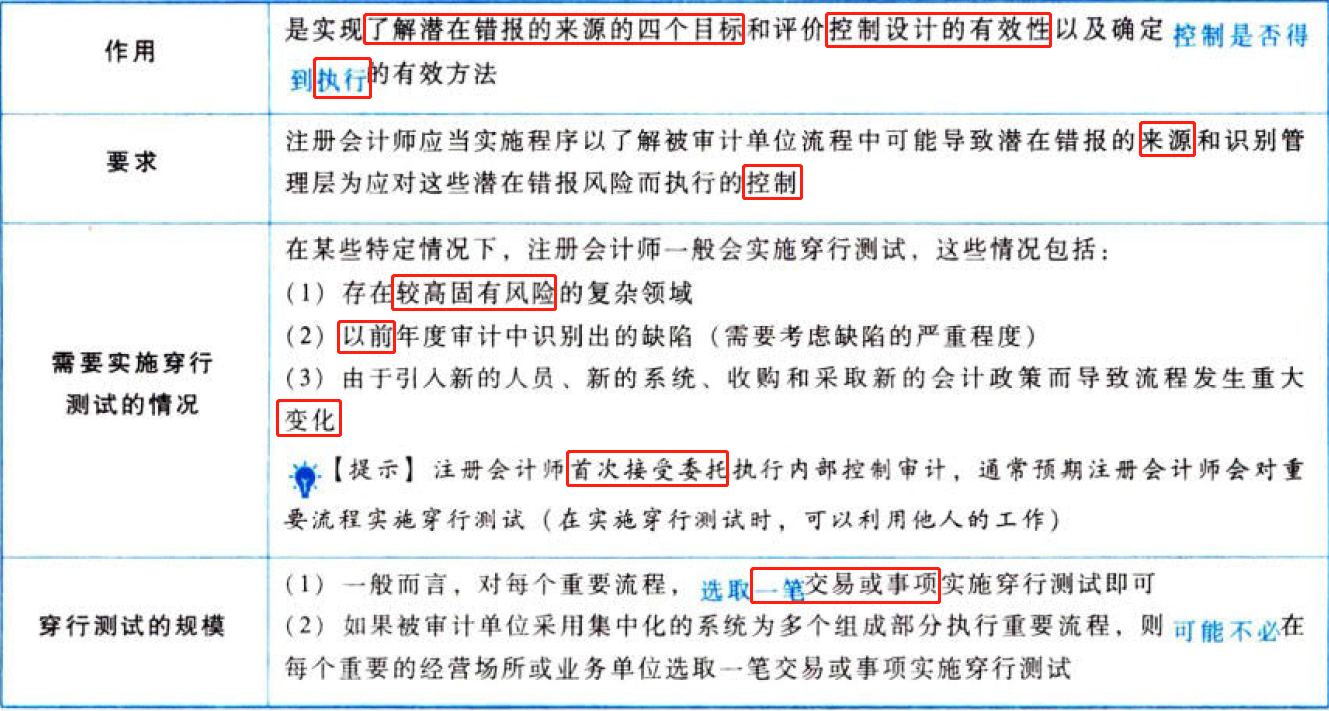 作用
是实现了解潜在错报的来源的四个目标和评价控制设计的有效性以及确定控制是否得
到执行的有效方法
要求
注册会计师应当实施程序以了解被审计单位流程中可能导致潜在错报的来源和识别管
理层为应对这些潜在错报风险而执行的控制
需要实施穿行
测试的情况
在某些特定情况下，注册会计师一般会实施穿行测试，这些情况包括：
(1) 存在较高固有风险的复杂领域
(2) 以前年度审计中识别出的缺陷（需要考虑缺陷的严重程度）
(3) 由于引入新的人员、新的系统、收购和采取新的会计政策而导致流程发生重大
变化
【提示】注册会计师首次接受委托执行内部控制审计，通常预期注册会计师会对重
要流程实施穿行测试（在实施穿行测试时，可以利用他人的工作）
穿行测试的规模
(1) 一般而言，对每个重要流程，选取一笔交易或事项实施穿行测试即可
(2) 如果被审计单位采用集中化的系统为多个组成部分执行重要流程，则可能不必在
每个重要的经营场所或业务单位选取一笔交易或事项实施穿行测试